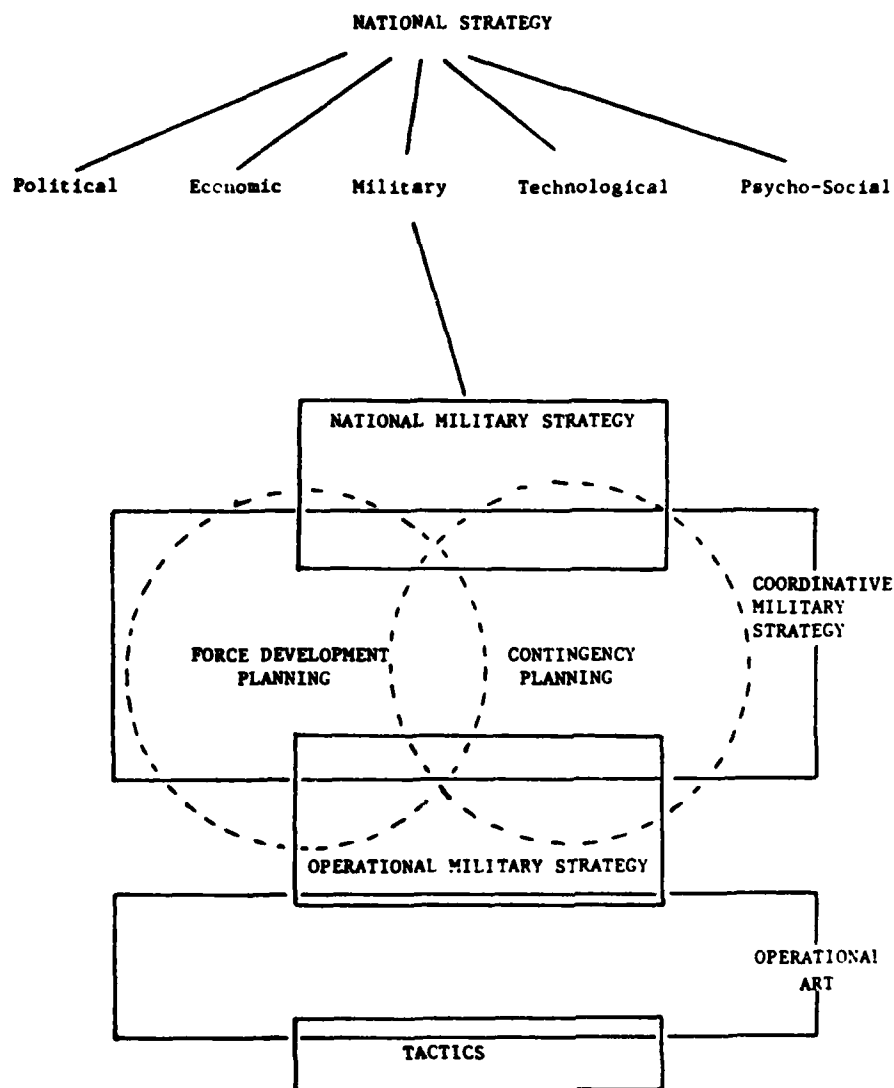 NATIONAL STRATEGY
Political Economic Military Technological Psycho-Social
NATIONAL MILITARY STRATEGY
COORDINATIVE
MILITARY
STRATEGY
FORCE DEVELOPMENT
PLANNING
CONTINGENCY
PLANNING
OPERATIONAL MILITARY STRATEGY
OPERATIONAL
ART
TACTICS